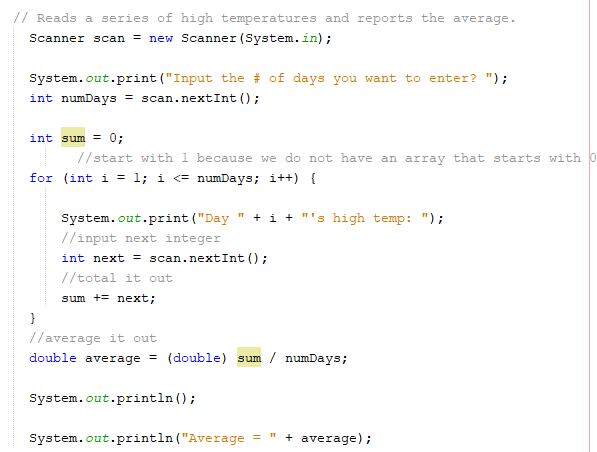 // Reads a series of high temperatures and reports the average.
Scanner scan = new Scanner(System.in);
System.out.print("Input the # of days you want to enter? ");
int numDays = scan.nextInt();
int sum = 0;
//start with 1 because we do not have an array that starts with 0
for (int i = 1; i <= numDays; i++) {
System.out.print("Day " + i + "'s high temp: ");
//input next integer
int next = scan.nextInt();
//total it out
sum += next;
}
//average it out
double average = (double) sum / numDays;
System.out.println();
System.out.println("Average = " + average);